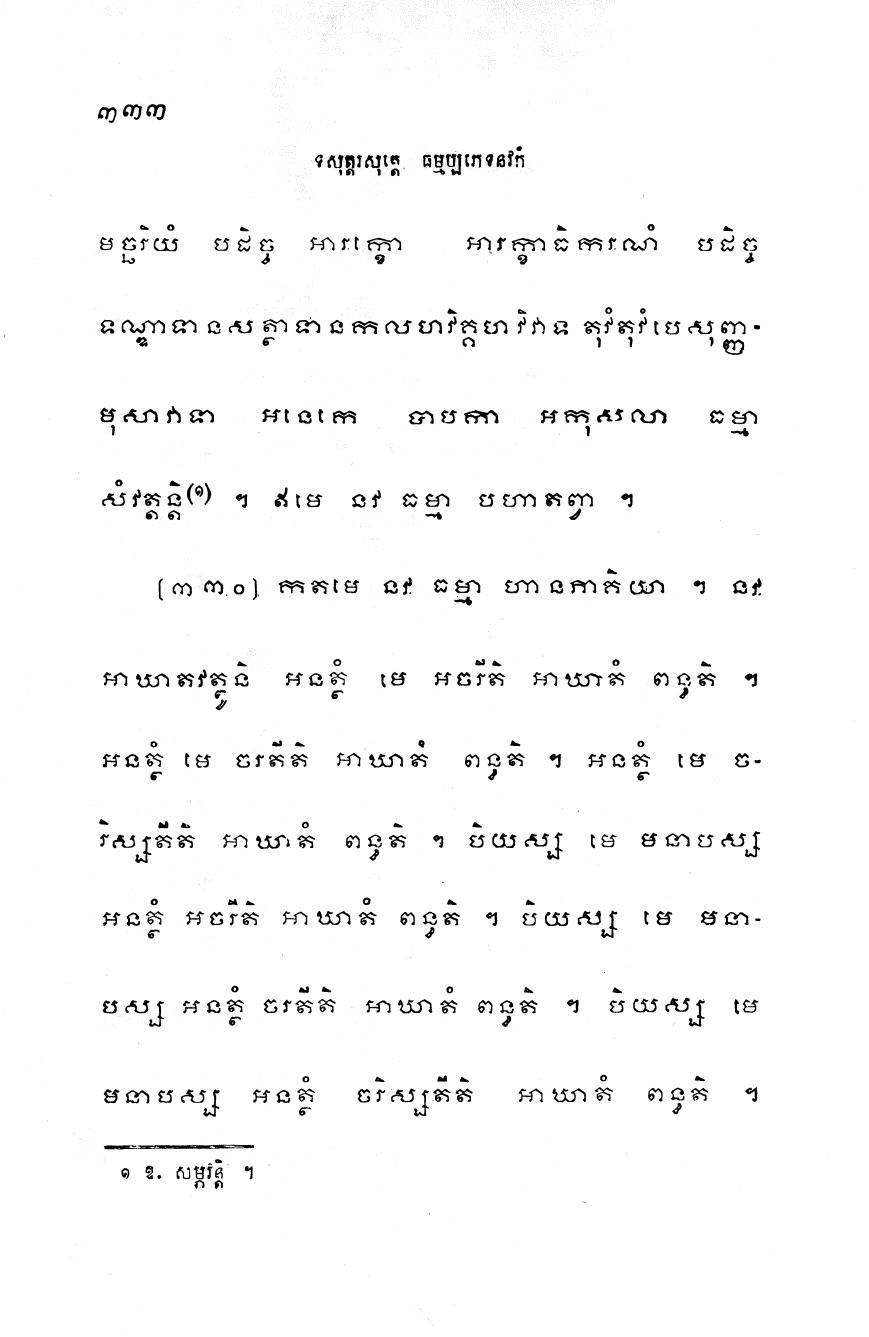 ៣៣៣
ទសុត្តរសុត្តេ ធម្មប្បភេទនវកំ
មច្ឆរិយំ បដិច្ច អារក្ខោ អារក្ខាធិករណំ បដិច្ច
ទណ្ឌាទានសត្ថាទានកលហវិគ្គហវិវាទ តុវំតុវំបេសុញ្ញ-
មុសាវាទា អនេកេ បាបកា អកុសលា ធម្មា
សំវត្តន្តិ(១) ។ ឥមេ នវ ធម្មា បហាតព្វា ។
[៣៣០] កតមេ នវ ធម្មា ហានភាគិយា ។ នវ
អាឃាតវត្ថូនិ អនត្ថំ មេ អចរីតិ អាឃាតំ ពន្ធតិ ។
អនត្ថំ មេ ចរតីតិ អាឃាតំ ពន្ធតិ ។ អនត្ថំ មេ ច-
រិស្សតីតិ អាឃាតំ ពន្ធតិ ។ បិយស្ស មេ មនាបស្ស
អនត្ថំ អចរីតិ អាឃាតំ ពន្ធតិ ។ បិយស្ស មេ មនា-
បស្ស អនត្ថំ ចរតីតិ អាឃាតំ ពន្ធតិ ។ បិយស្ស មេ
មនាបស្ស អនត្ថំ ចរិស្សតីតិ អាឃាតំ ពន្ធតិ ។
១ ឱ. សម្ភវន្តិ ។